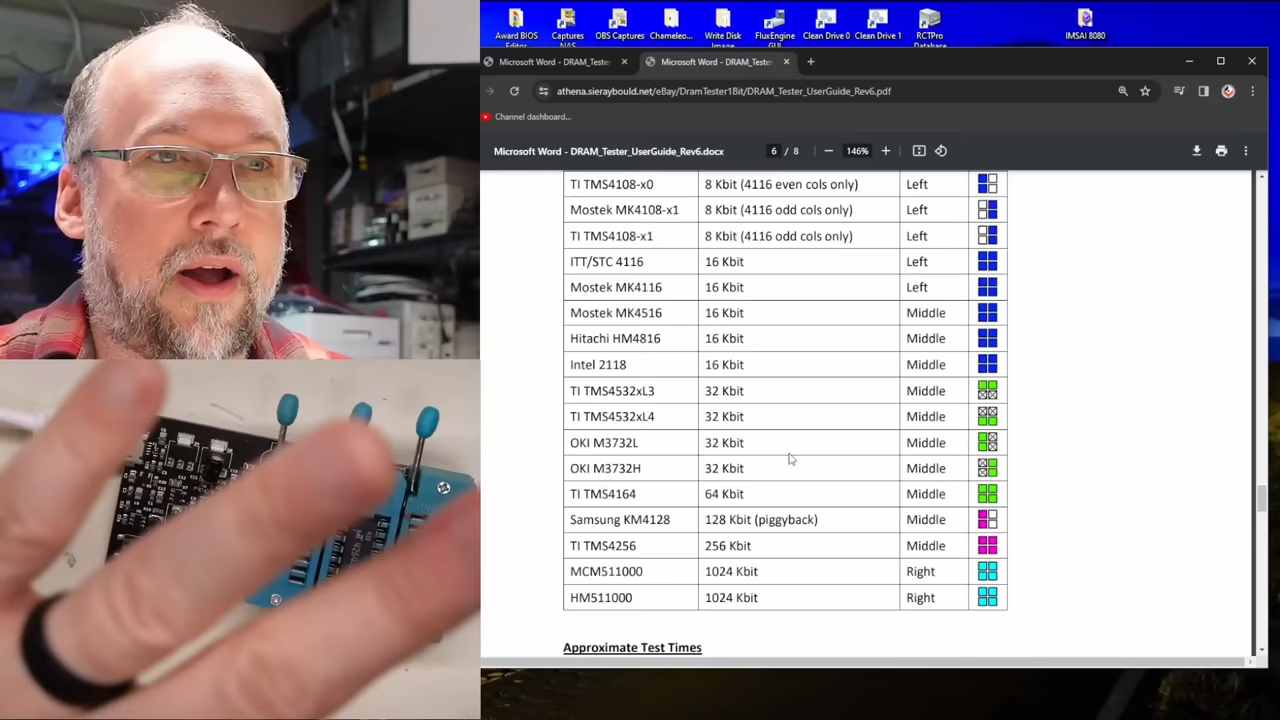 Award BIOS
Editor
Captures
NAS
OBS Captures
Chameleo...
Write Disk
Image
FluxEngine
GUI
Clean Drive 0
Clean Drive 1
RCTPro
Database
IMSAI 8080
Microsoft Word - DRAM_Tester
Microsoft Word - DRAM_Tester
athena.sieraybould.net/eBay/DramTester1Bit/DRAM_Tester_UserGuide_Rev6.pdf
Channel dashboard...
Microsoft Word - DRAM_Tester_UserGuide_Rev6.docx
6 / 8
146%
TI TMS4108-x0 8 Kbit (4116 even cols only) Left
Mostek MK4108-x1 8 Kbit (4116 odd cols only) Left
TI TMS4108-x1 8 Kbit (4116 odd cols only) Left
ITT/STC 4116 16 Kbit Left
Mostek MK4116 16 Kbit Left
Mostek MK4516 16 Kbit Middle
Hitachi HM4816 16 Kbit Middle
Intel 2118 16 Kbit Middle
TI TMS4532xL3 32 Kbit Middle
TI TMS4532xL4 32 Kbit Middle
OKI M3732L 32 Kbit Middle
OKI M3732H 32 Kbit Middle
TI TMS4164 64 Kbit Middle
Samsung KM4128 128 Kbit (piggyback) Middle
TI TMS4256 256 Kbit Middle
MCM511000 1024 Kbit Right
HM511000 1024 Kbit Right
Approximate Test Times